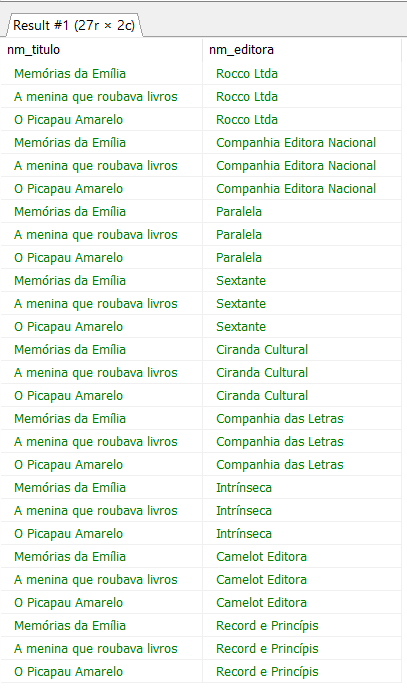 Result #1 (27r × 2c)
nm_titulo nm_editora
Memórias da Emília Rocco Ltda
A menina que roubava livros Rocco Ltda
O Picapau Amarelo Rocco Ltda
Memórias da Emília Companhia Editora Nacional
A menina que roubava livros Companhia Editora Nacional
O Picapau Amarelo Companhia Editora Nacional
Memórias da Emília Paralela
A menina que roubava livros Paralela
O Picapau Amarelo Paralela
Memórias da Emília Sextante
A menina que roubava livros Sextante
O Picapau Amarelo Sextante
Memórias da Emília Ciranda Cultural
A menina que roubava livros Ciranda Cultural
O Picapau Amarelo Ciranda Cultural
Memórias da Emília Companhia das Letras
A menina que roubava livros Companhia das Letras
O Picapau Amarelo Companhia das Letras
Memórias da Emília Intrínseca
A menina que roubava livros Intrínseca
O Picapau Amarelo Intrínseca
Memórias da Emília Camelot Editora
A menina que roubava livros Camelot Editora
O Picapau Amarelo Camelot Editora
Memórias da Emília Record e Princípis
A menina que roubava livros Record e Princípis
O Picapau Amarelo Record e Princípis